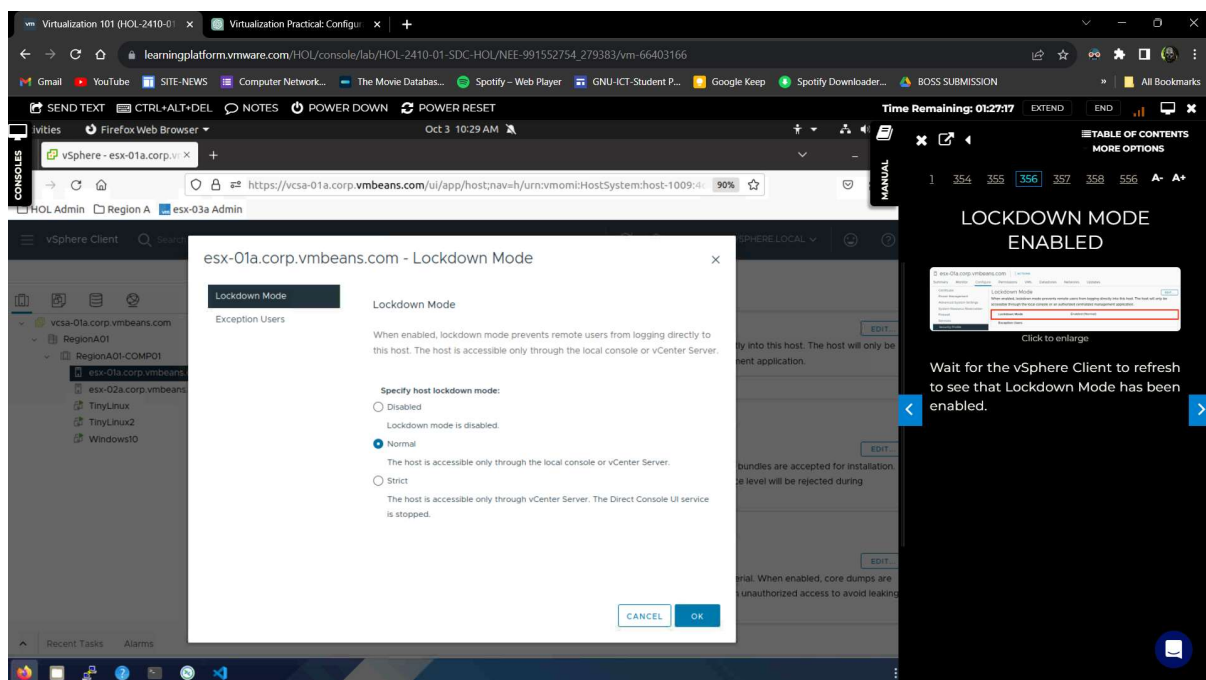 Virtualization 101 (HOL-2410-01
Virtualization Practical: Configur
learningplatform.vmware.com/HOL/console/lab/HOL-2410-01-SDC-HOL/NEE-991552754_279383/vm-66403166
Gmail YouTube SITE-NEWS Computer Network... The Movie Databas... Spotify – Web Player GNU-ICT-Student P... Google Keep Spotify Downloader... BOSS SUBMISSION » All Bookmarks
SEND TEXT CTRL+ALT+DEL NOTES POWER DOWN POWER RESET
Time Remaining: 01:27:17 EXTEND END
ivities Firefox Web Browser Oct 3 10:29 AM
CONSOLES
vSphere - esx-01a.corp.v
https://vcsa-01a.corp.vmbeans.com/ui/app/host;nav=h/urn:vmomi:HostSystem:host-1009:4 90%
HOL Admin Region A esx-03a Admin
vSphere Client Search
SPHERE.LOCAL
vcsa-01a.corp.vmbeans.com
RegionA01
RegionA01-COMP01
esx-01a.corp.vmbeans.
esx-02a.corp.vmbeans
TinyLinux
TinyLinux2
Windows10
esx-01a.corp.vmbeans.com - Lockdown Mode
Lockdown Mode
Exception Users
Lockdown Mode
When enabled, lockdown mode prevents remote users from logging directly to
this host. The host is accessible only through the local console or vCenter Server.
Specify host lockdown mode:
Disabled
Lockdown mode is disabled.
Normal
The host is accessible only through the local console or vCenter Server.
Strict
The host is accessible only through vCenter Server. The Direct Console UI service
is stopped.
CANCEL OK
EDIT...
tly into this host. The host will only be
ment application.
EDIT...
bundles are accepted for installation.
ce level will be rejected during
EDIT...
erial. When enabled, core dumps are
unauthorized access to avoid leaking
Recent Tasks Alarms
MANUAL
TABLE OF CONTENTS
MORE OPTIONS
1 354 355 356 357 358 556 A- A+
LOCKDOWN MODE
ENABLED
esx-01a.corp.vmbeans.com
Lockdown Mode
Click to enlarge
Wait for the vSphere Client to refresh
to see that Lockdown Mode has been
enabled.